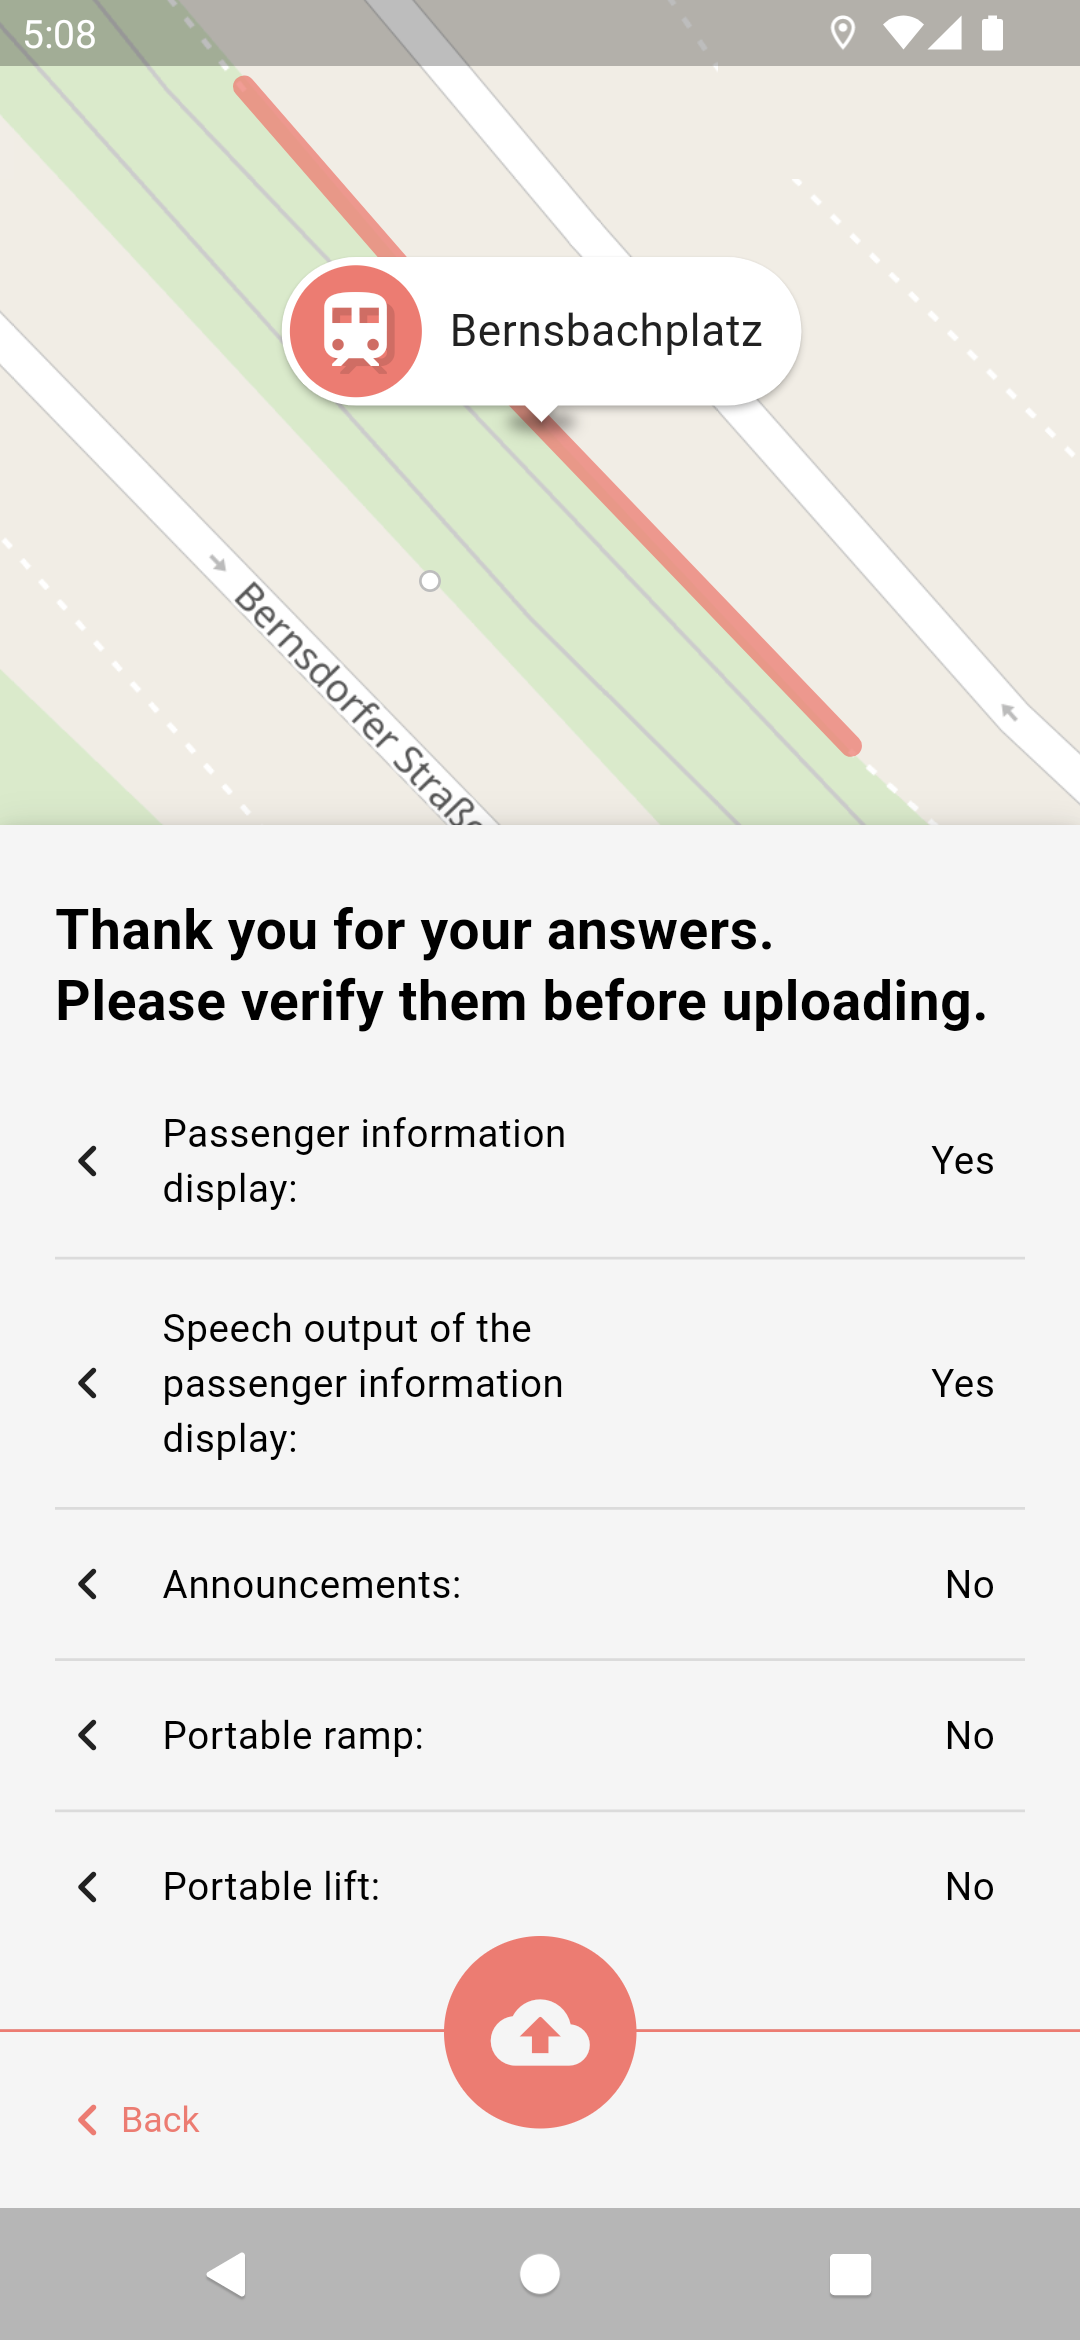 5:08
Bernsbachplatz
Bernsdorfer Straße
Thank you for your answers.
Please verify them before uploading.
Passenger information
display:
Yes
Speech output of the
passenger information
display:
Yes
Announcements:
No
Portable ramp:
No
Portable lift:
No
Back